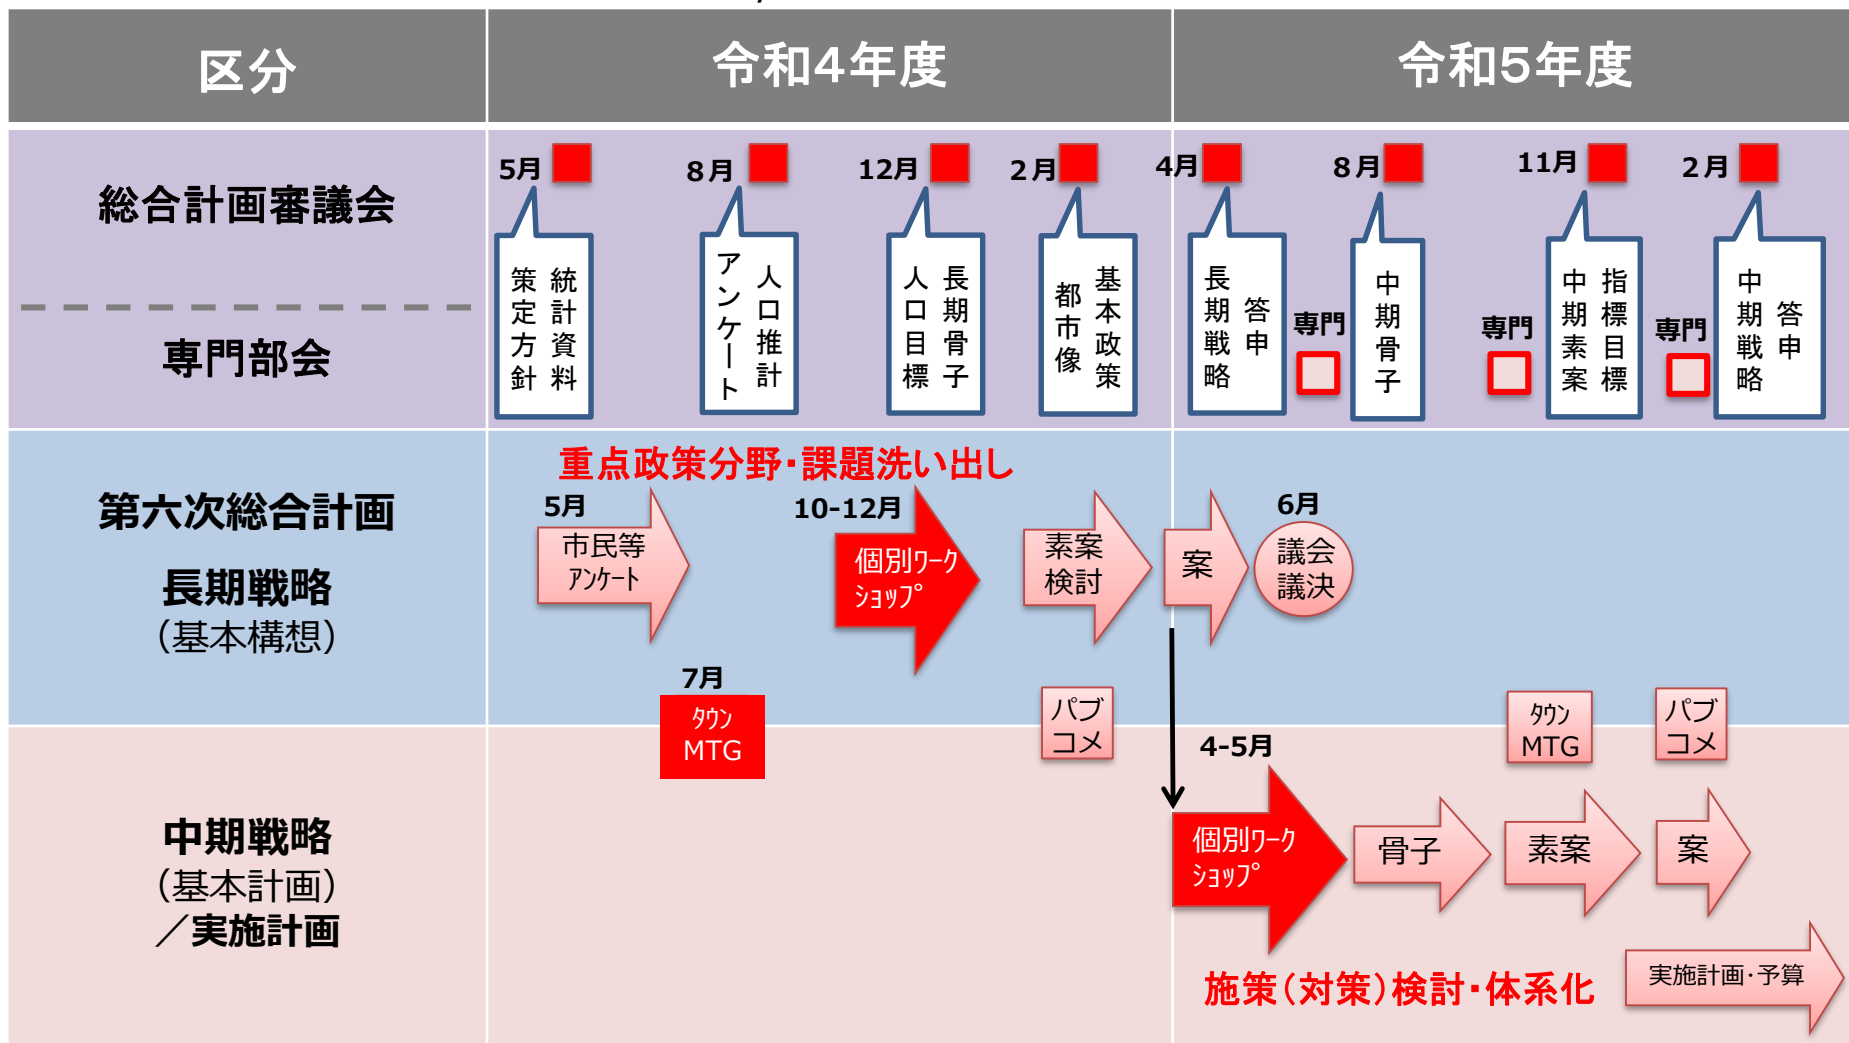 区分
令和4年度
令和5年度
総合計画審議会
専門部会
5月
統計資料
策定方針
8月
人口推計
アンケート
12月
長期骨子
人口目標
2月
基本政策
都市像
4月
答申
長期戦略
専門
8月
中期骨子
専門
11月
指標目標
中期素案
専門
2月
答申
中期戦略
第六次総合計画
長期戦略
（基本構想）
重点政策分野・課題洗い出し
5月
市民等
ｱﾝｹｰﾄ
10-12月
個別ﾜｰｸ
ｼｮｯﾌﾟ
素案
検討
案
6月
議会
議決
7月
ﾀｳﾝ
MTG
パブ
コメ
ﾀｳﾝ
MTG
パブ
コメ
中期戦略
（基本計画）
／実施計画
4-5月
個別ﾜｰｸ
ｼｮｯﾌﾟ
骨子
素案
案
施策（対策）検討・体系化
実施計画・予算